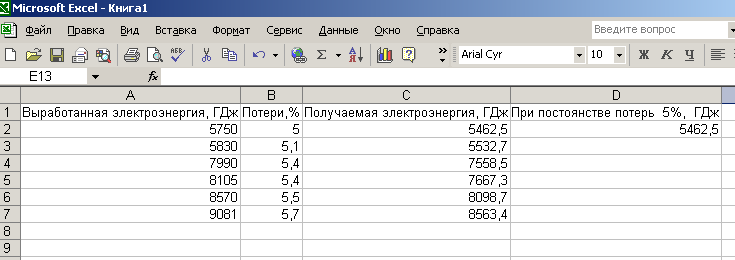 Microsoft Excel - Книга1
Файл Правка Вид Вставка Формат Сервис Данные Окно Справка Введите вопрос
Arial Cyr 10 Ж К Ч
E13 fx
A B C D
1 Выработанная электроэнергия, ГДж Потери,% Получаемая электроэнергия, ГДж При постоянстве потерь 5%, ГДж
2 5750 5 5462,5 5462,5
3 5830 5,1 5532,7
4 7990 5,4 7558,5
5 8105 5,4 7667,3
6 8570 5,5 8098,7
7 9081 5,7 8563,4
8
9